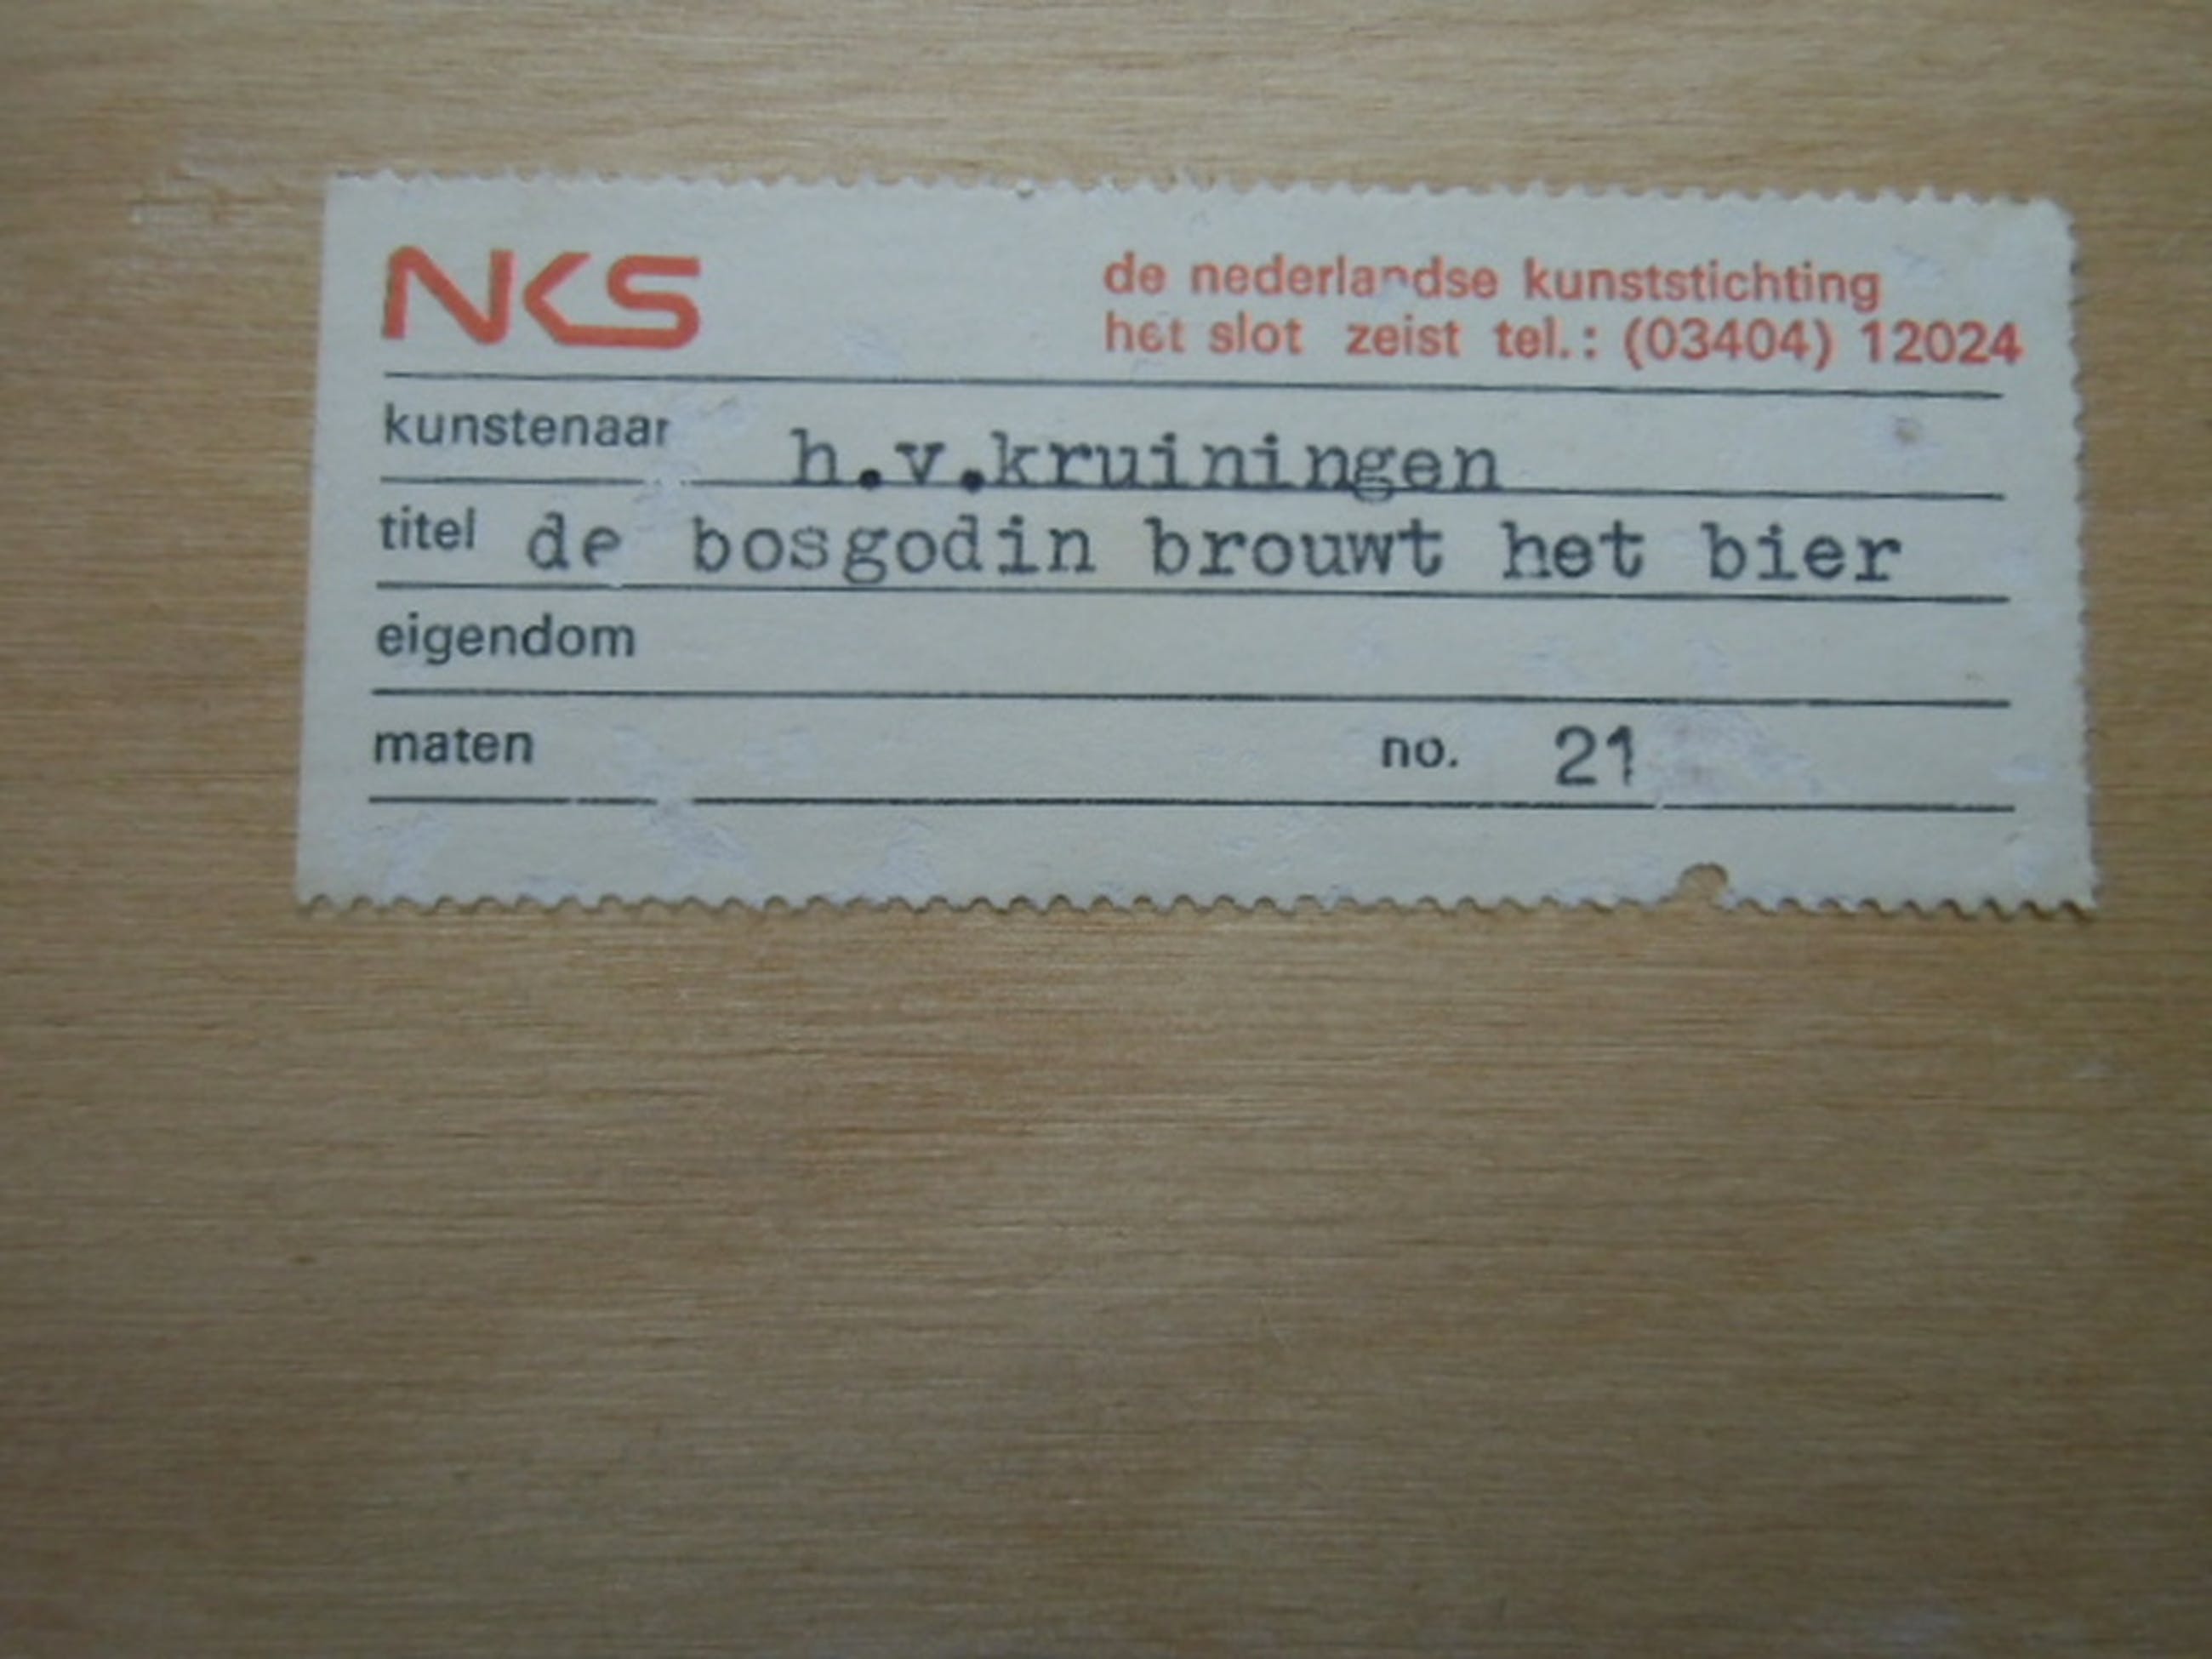 NKS
de nederlandse kunststichting
het slot zeist tel.: (03404) 12024
kunstenaar h.v.kruiningen
titel de bosgodin brouwt het bier
eigendom
maten no. 21